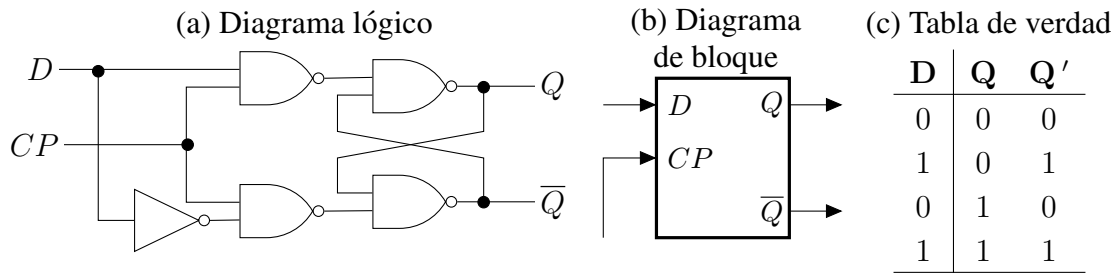 (a) Diagrama lógico
D
CP
Q
Q̅
(b) Diagrama
de bloque
D
Q
CP
Q̅
(c) Tabla de verdad
D Q Q′
0 0 0
1 0 1
0 1 0
1 1 1